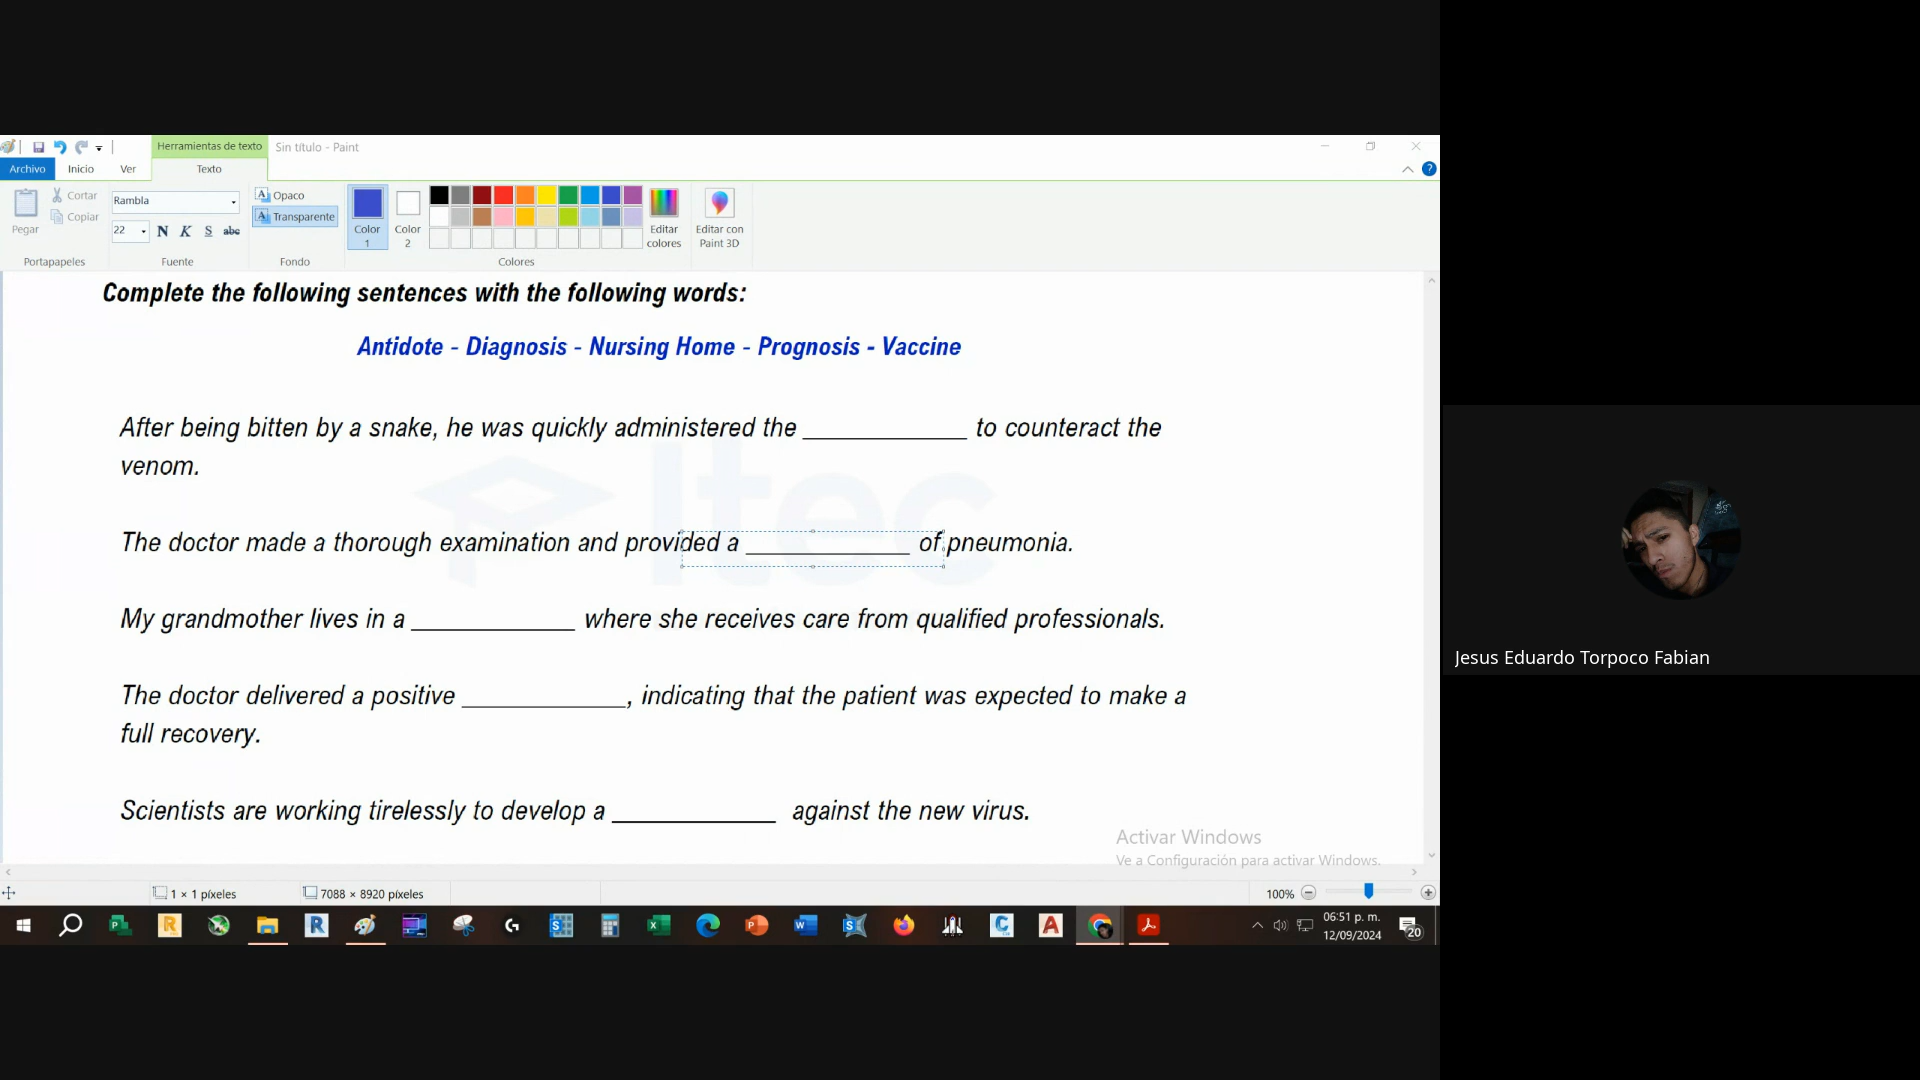 Herramientas de texto
Sin título - Paint
Archivo
Inicio
Ver
Texto
Pegar
Cortar
Copiar
Portapapeles
Rambla
22
N K S abc
Fuente
Opaco
Transparente
Fondo
Color 1
Color 2
Editar colores
Editar con Paint 3D
Colores
Complete the following sentences with the following words:
Antidote - Diagnosis - Nursing Home - Prognosis - Vaccine
After being bitten by a snake, he was quickly administered the ____________ to counteract the
venom.
Itec
The doctor made a thorough examination and provided a ____________ of pneumonia.
My grandmother lives in a ____________ where she receives care from qualified professionals.
The doctor delivered a positive ____________, indicating that the patient was expected to make a
full recovery.
Scientists are working tirelessly to develop a ____________ against the new virus.
Activar Windows
Ve a Configuración para activar Windows.
1 × 1 píxeles
7088 × 8920 píxeles
100%
06:51 p. m.
12/09/2024
20
Jesus Eduardo Torpoco Fabian